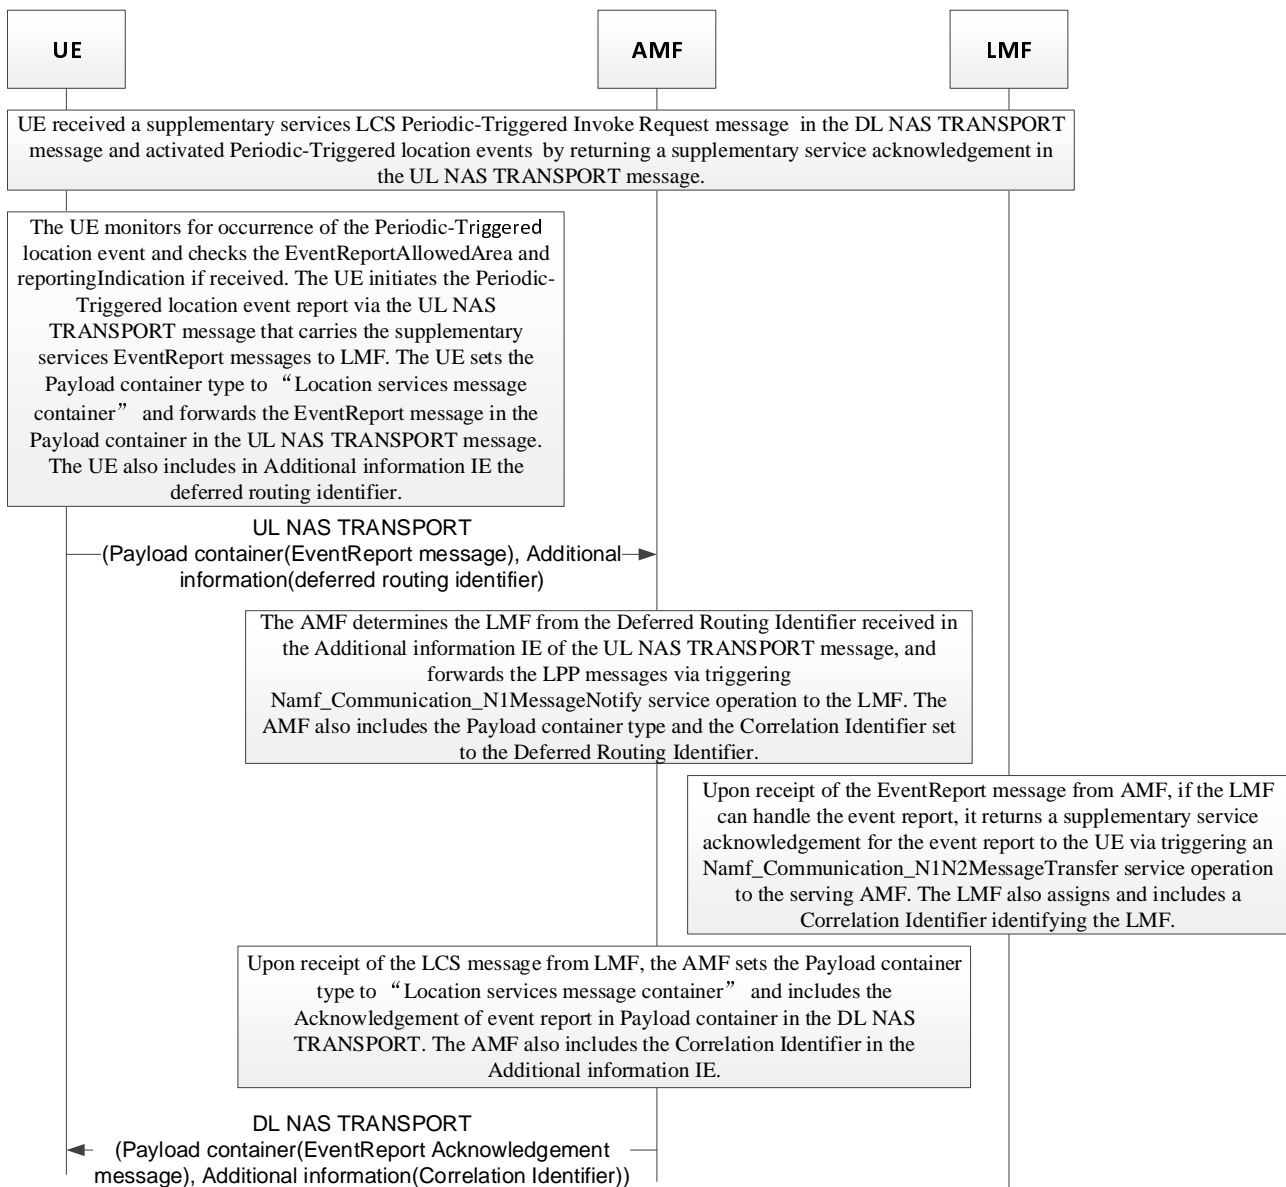 UE
AMF
LMF
UE received a supplementary services LCS Periodic-Triggered Invoke Request message in the DL NAS TRANSPORT
message and activated Periodic-Triggered location events by returning a supplementary service acknowledgement in
the UL NAS TRANSPORT message.
The UE monitors for occurrence of the Periodic-Triggered
location event and checks the EventReportAllowedArea and
reportingIndication if received. The UE initiates the Periodic-
Triggered location event report via the UL NAS
TRANSPORT message that carries the supplementary
services EventReport messages to LMF. The UE sets the
Payload container type to “Location services message
container” and forwards the EventReport message in the
Payload container in the UL NAS TRANSPORT message.
The UE also includes in Additional information IE the
deferred routing identifier.
UL NAS TRANSPORT
(Payload container(EventReport message), Additional
information(deferred routing identifier)
The AMF determines the LMF from the Deferred Routing Identifier received in
the Additional information IE of the UL NAS TRANSPORT message, and
forwards the LPP messages via triggering
Namf_Communication_N1MessageNotify service operation to the LMF. The
AMF also includes the Payload container type and the Correlation Identifier set
to the Deferred Routing Identifier.
Upon receipt of the EventReport message from AMF, if the LMF
can handle the event report, it returns a supplementary service
acknowledgement for the event report to the UE via triggering an
Namf_Communication_N1N2MessageTransfer service operation
to the serving AMF. The LMF also assigns and includes a
Correlation Identifier identifying the LMF.
Upon receipt of the LCS message from LMF, the AMF sets the Payload container
type to “Location services message container” and includes the
Acknowledgement of event report in Payload container in the DL NAS
TRANSPORT. The AMF also includes the Correlation Identifier in the
Additional information IE.
DL NAS TRANSPORT
(Payload container(EventReport Acknowledgement
message), Additional information(Correlation Identifier))